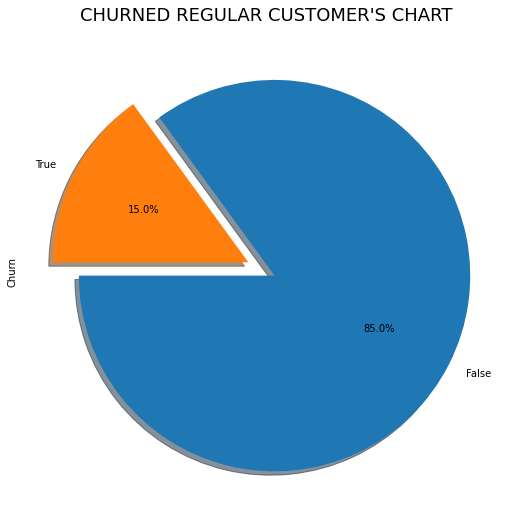 CHURNED REGULAR CUSTOMER'S CHART
True
15.0%
Churn
85.0%
False